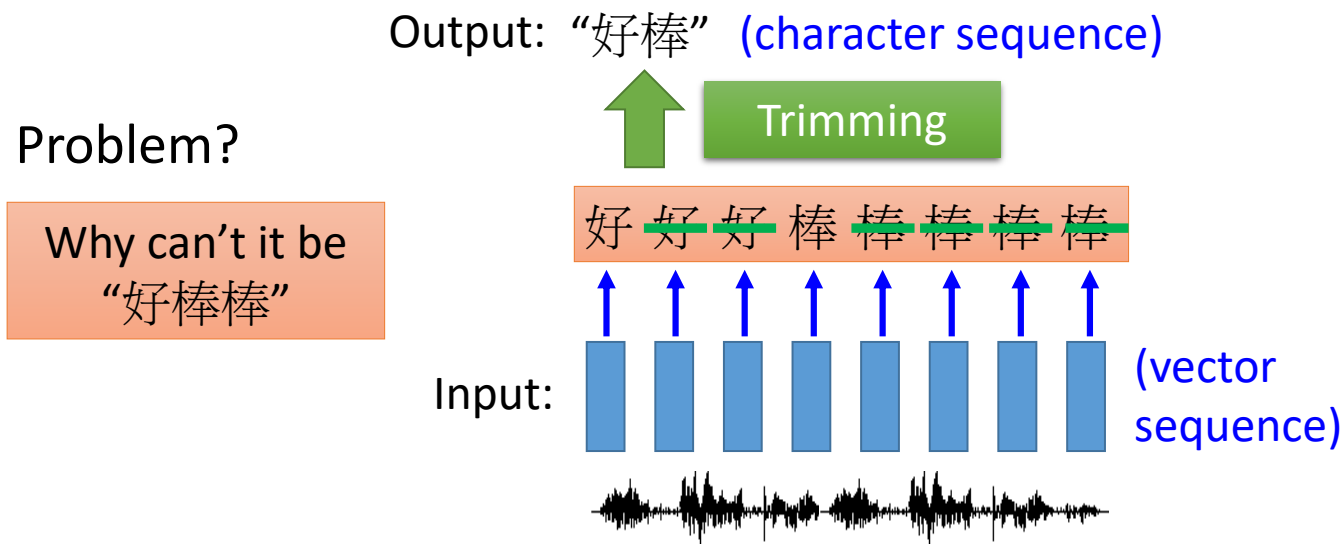 Output: “好棒” (character sequence)
Trimming
Problem?
Why can’t it be
“好棒棒”
好 好 好 棒 棒 棒 棒 棒
Input:
(vector
sequence)